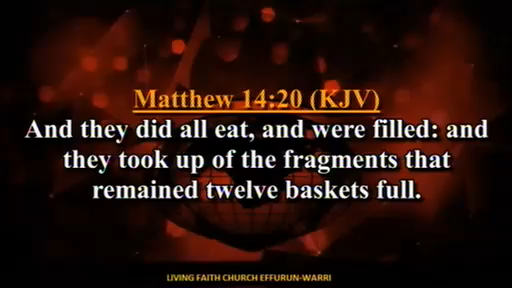 Matthew 14:20 (KJV)
And they did all eat, and were filled: and
they took up of the fragments that
remained twelve baskets full.
LIVING FAITH CHURCH EFFURUN-WARRI